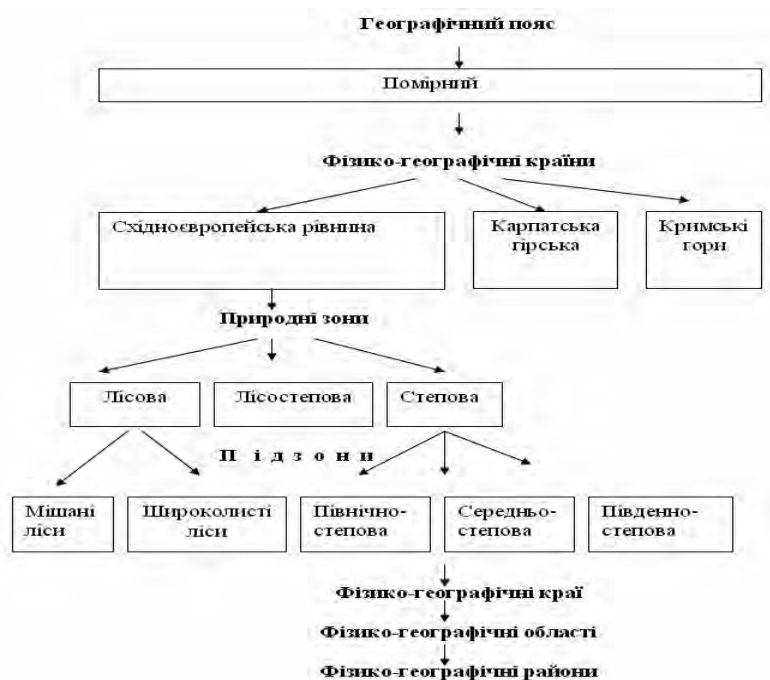 Географічний пояс
Помірний
Фізико-географічні країни
Східноєвропейська рівнина
Карпатська
гірська
Кримські
гори
Природні зони
Лісова
Лісостепова
Степова
Підзони
Мішані
ліси
Широколисті
ліси
Північно-
степова
Середньо-
степова
Південно-
степова
Фізико-географічні краї
Фізико-географічні області
Фізико-географічні райони